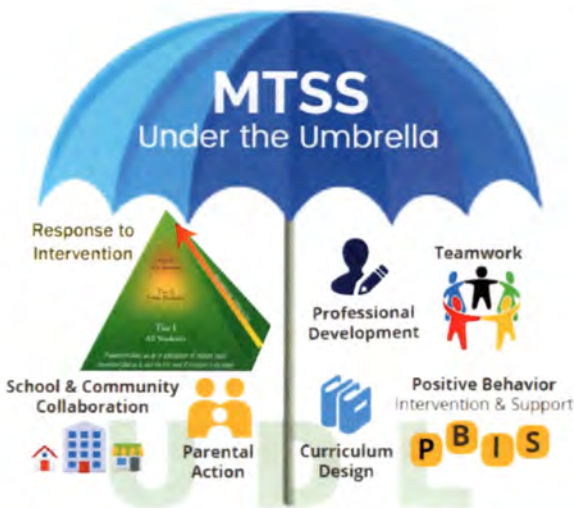 MTSS
Under the Umbrella
Response to
Intervention
Tier I
All Students
Professional
Development
Teamwork
School & Community
Collaboration
Parental
Action
Curriculum
Design
Positive Behavior
Intervention & Support
P B I S
UDL